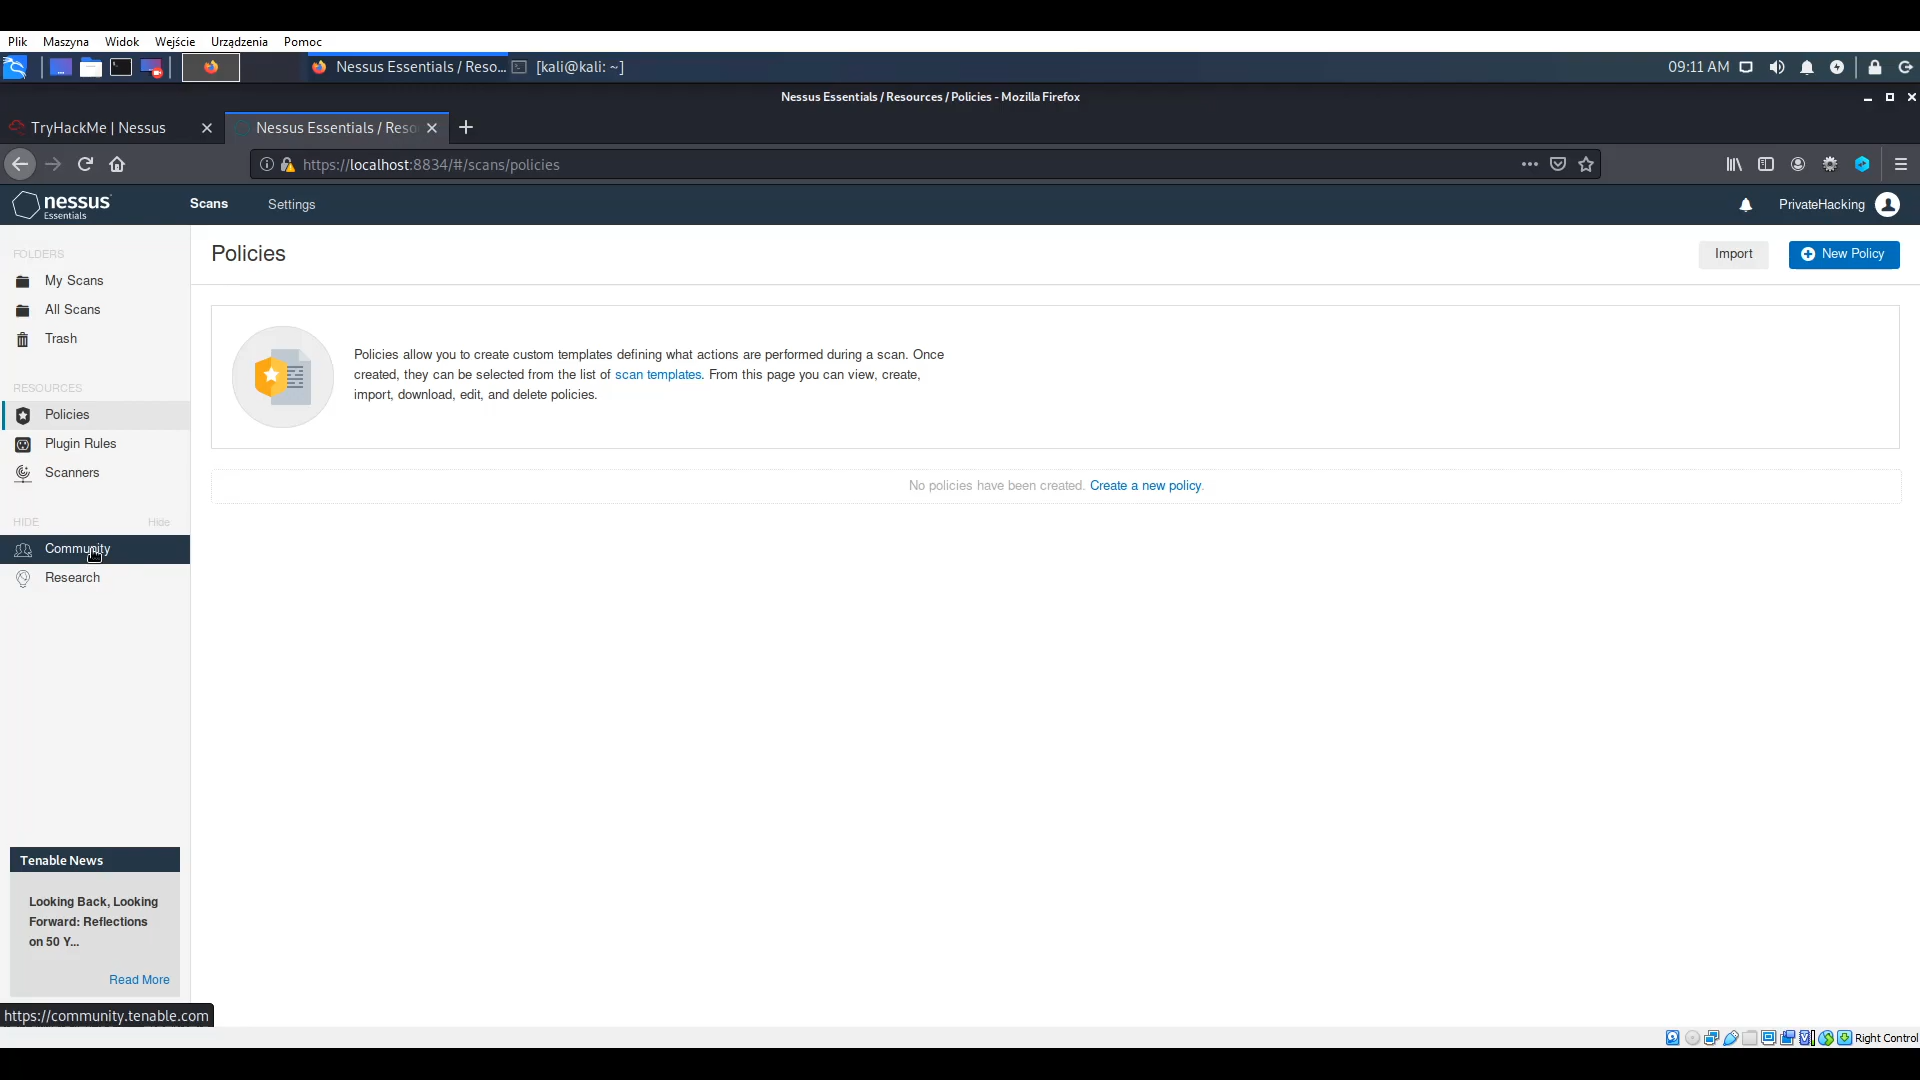 Plik Maszyna Widok Wejście Urządzenia Pomoc
Nessus Essentials / Reso... [kali@kali: ~] 09:11 AM
Nessus Essentials / Resources / Policies - Mozilla Firefox
TryHackMe | Nessus Nessus Essentials / Reso
https://localhost:8834/#/scans/policies
nessus Essentials Scans Settings PrivateHacking
FOLDERS
My Scans
All Scans
Trash
RESOURCES
Policies
Plugin Rules
Scanners
HIDE Hide
Community
Research
Policies Import New Policy
Policies allow you to create custom templates defining what actions are performed during a scan. Once
created, they can be selected from the list of scan templates. From this page you can view, create,
import, download, edit, and delete policies.
No policies have been created. Create a new policy.
Tenable News
Looking Back, Looking
Forward: Reflections
on 50 Y...
Read More
https://community.tenable.com
Right Control